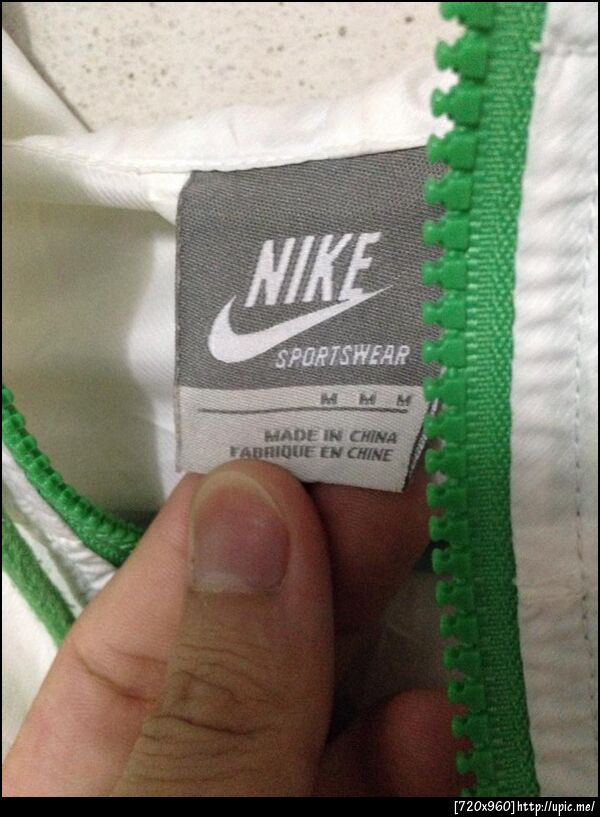 NIKE
SPORTSWEAR
M M M
MADE IN CHINA
FABRIQUE EN CHINE
[720x960]http://upic.me/